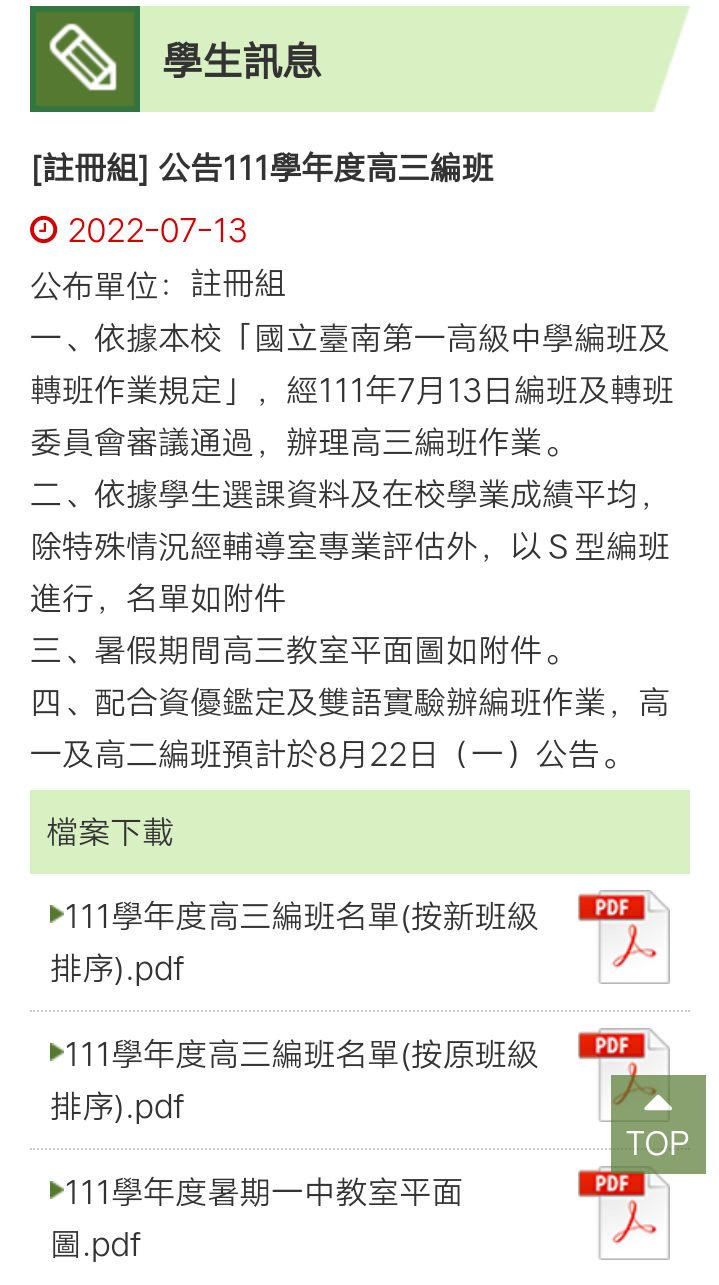 學生訊息
[註冊組] 公告111學年度高三編班
2022-07-13
公布單位：註冊組
一、依據本校「國立臺南第一高級中學編班及
轉班作業規定」，經111年7月13日編班及轉班
委員會審議通過，辦理高三編班作業。
二、依據學生選課資料及在校學業成績平均，
除特殊情況經輔導室專業評估外，以Ｓ型編班
進行，名單如附件
三、暑假期間高三教室平面圖如附件。
四、配合資優鑑定及雙語實驗辦編班作業，高
一及高二編班預計於8月22日（一）公告。
檔案下載
111學年度高三編班名單(按新班級
排序).pdf
PDF
111學年度高三編班名單(按原班級
排序).pdf
PDF
TOP
111學年度暑期一中教室平面
圖.pdf
PDF